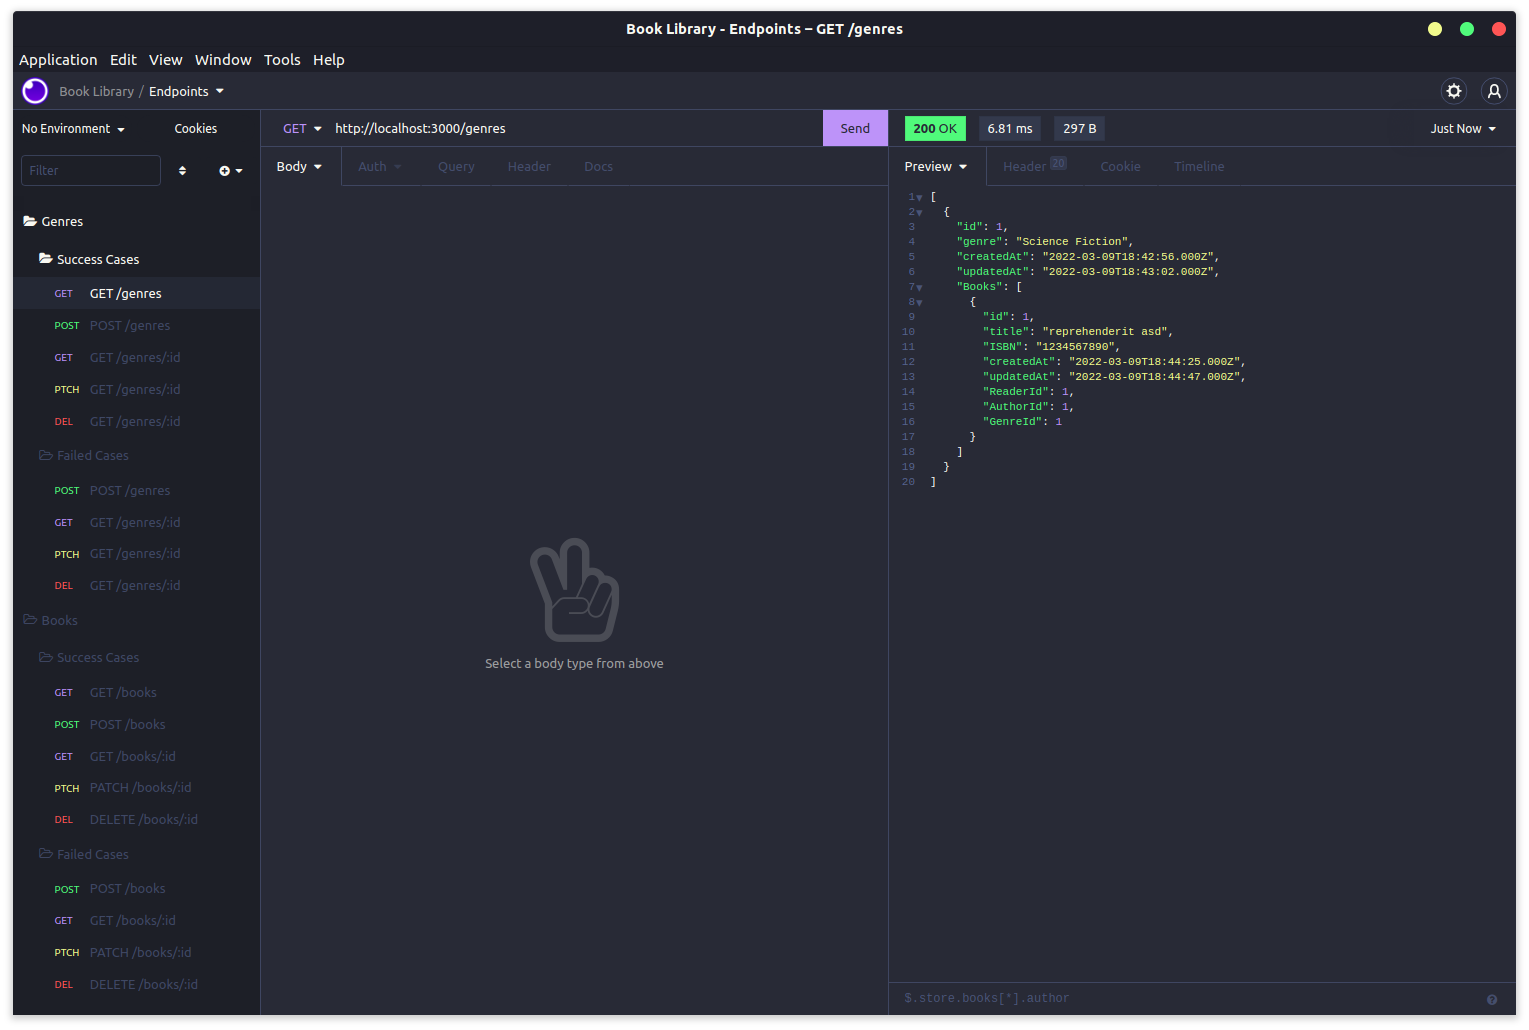 Book Library - Endpoints – GET /genres
Application Edit View Window Tools Help
Book Library / Endpoints
No Environment Cookies
Filter
Genres
Success Cases
GET GET /genres
POST POST /genres
GET GET /genres/:id
PTCH GET /genres/:id
DEL GET /genres/:id
Failed Cases
POST POST /genres
GET GET /genres/:id
PTCH GET /genres/:id
DEL GET /genres/:id
Books
Success Cases
GET GET /books
POST POST /books
GET GET /books/:id
PTCH PATCH /books/:id
DEL DELETE /books/:id
Failed Cases
POST POST /books
GET GET /books/:id
PTCH PATCH /books/:id
DEL DELETE /books/:id
GET http://localhost:3000/genres Send
Body Auth Query Header Docs
Select a body type from above
200 OK 6.81 ms 297 B Just Now
Preview Header 20 Cookie Timeline
1 [
2 {
3 "id": 1,
4 "genre": "Science Fiction",
5 "createdAt": "2022-03-09T18:42:56.000Z",
6 "updatedAt": "2022-03-09T18:43:02.000Z",
7 "Books": [
8 {
9 "id": 1,
10 "title": "reprehenderit asd",
11 "ISBN": "1234567890",
12 "createdAt": "2022-03-09T18:44:25.000Z",
13 "updatedAt": "2022-03-09T18:44:47.000Z",
14 "ReaderId": 1,
15 "AuthorId": 1,
16 "GenreId": 1
17 }
18 ]
19 }
20 ]
$.store.books[*].author ?